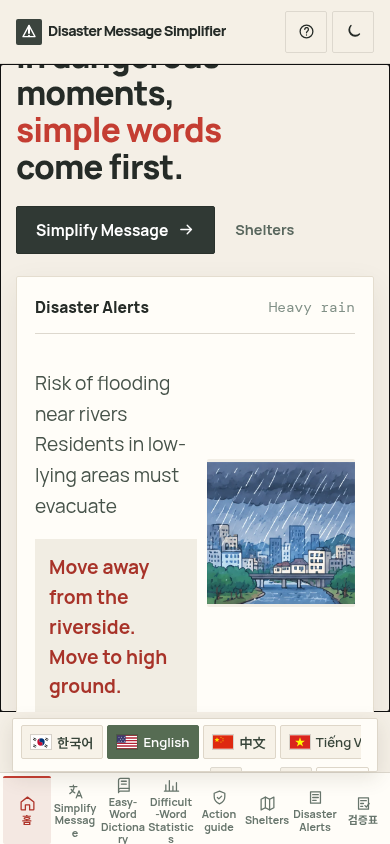 Disaster Message Simplifier
in dangerous
moments,
simple words
come first.
Simplify Message →
Shelters
Disaster Alerts
Heavy rain
Risk of flooding
near rivers
Residents in low-
lying areas must
evacuate
Move away
from the
riverside.
Move to high
ground.
한국어
English
中文
Tiếng V
홈
Simplify
Messag
e
Easy-
Word
Dictiona
ry
Difficult
-Word
Statistic
s
Action
guide
Shelters
Disaster
Alerts
검증표